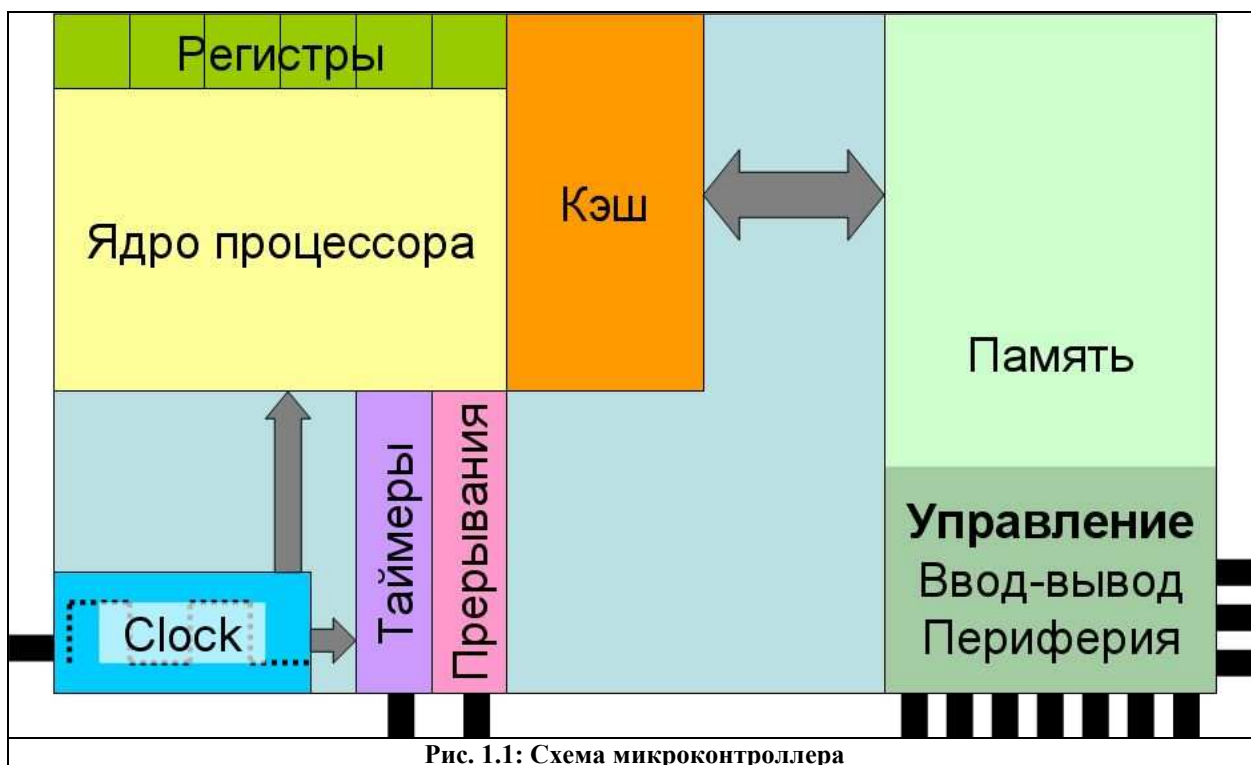 Регистры
Ядро процессора
Кэш
Память
Таймеры
Прерывания
Clock
Управление
Ввод-вывод
Периферия
Рис. 1.1: Схема микроконтроллера